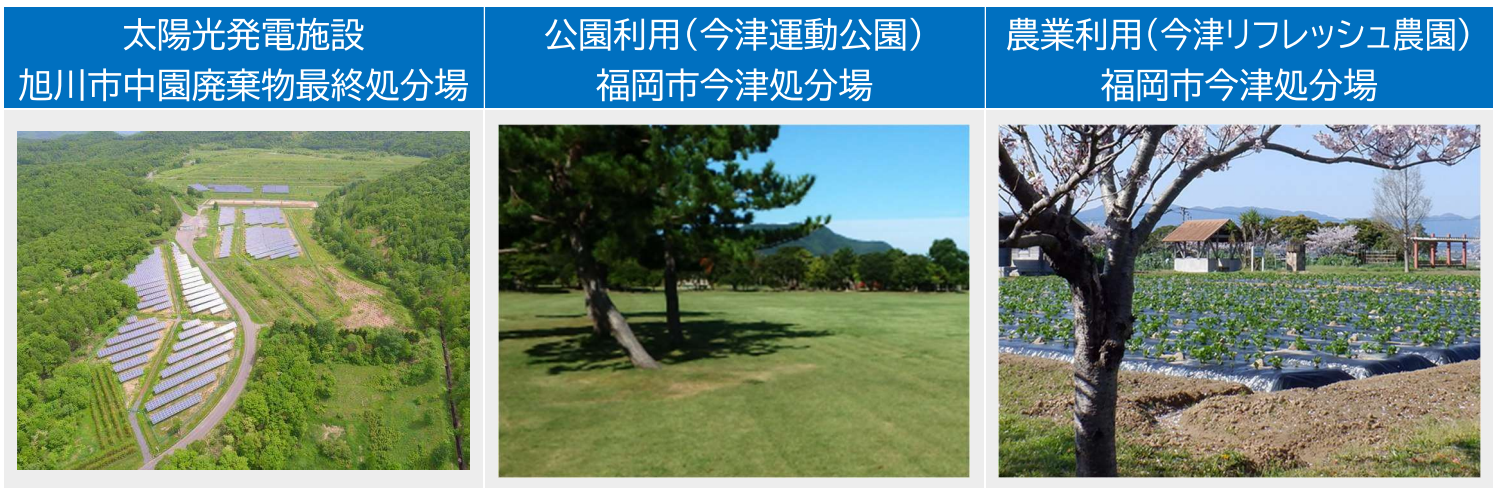 太陽光発電施設
旭川市中園廃棄物最終処分場
公園利用（今津運動公園）
福岡市今津処分場
農業利用（今津リフレッシュ農園）
福岡市今津処分場